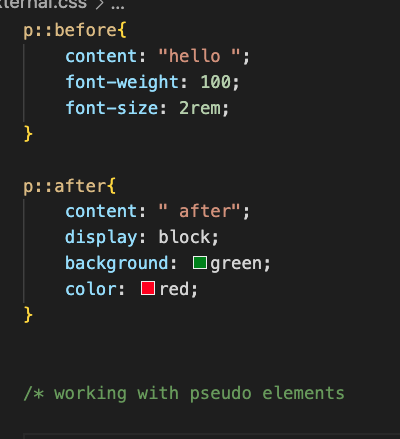 xternal.css > ...
p::before{
content: "hello ";
font-weight: 100;
font-size: 2rem;
}
p::after{
content: " after";
display: block;
background: green;
color: red;
}
/* working with pseudo elements